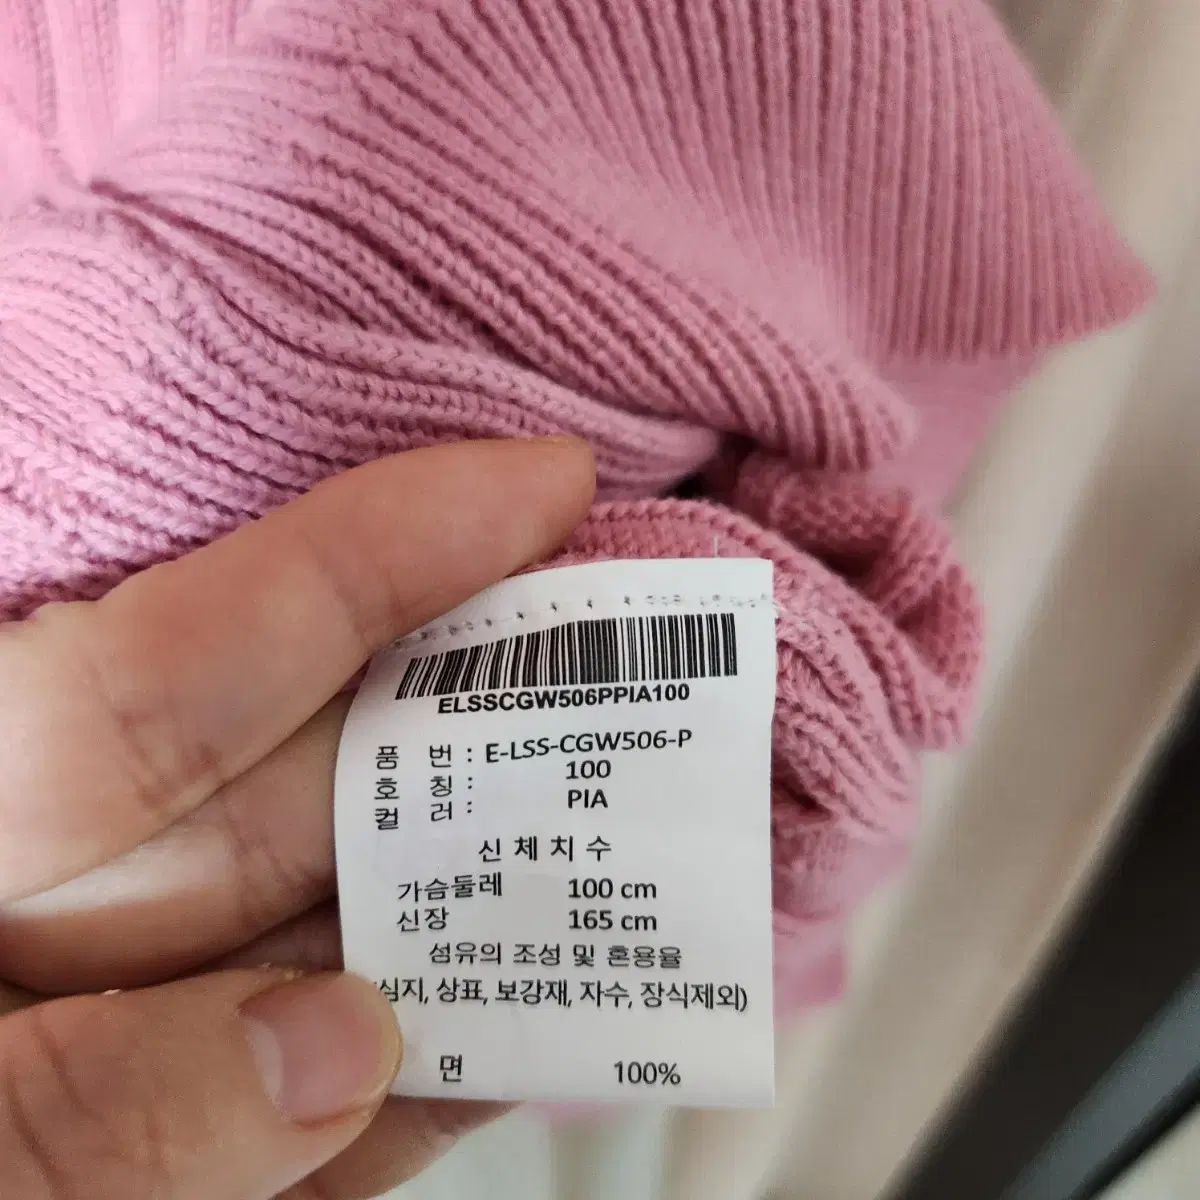 ELSSCGW506PPIA100
품 번 : E-LSS-CGW506-P
호 칭 : 100
컬 러 : PIA
신 체 치 수
가슴둘레 100 cm
신장 165 cm
섬유의 조성 및 혼용율
(심지, 상표, 보강재, 자수, 장식제외)
면 100%